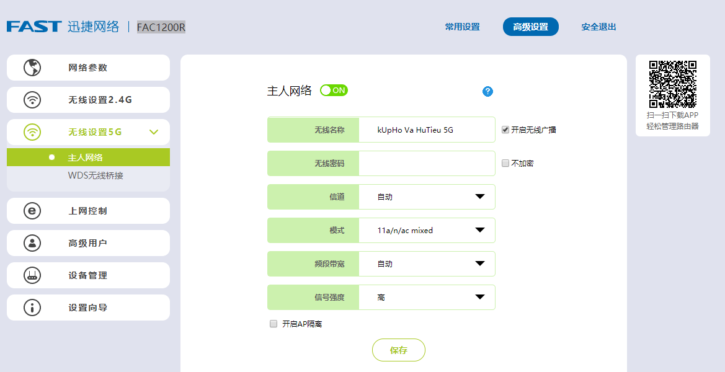 FAST 迅捷网络 | FAC1200R
常用设置 高级设置 安全退出
网络参数
无线设置2.4G
无线设置5G
主人网络
WDS无线桥接
上网控制
高级用户
设备管理
设置向导
主人网络 ON ?
无线名称 kUpHo Va HuTieu 5G 开启无线广播
无线密码 不加密
信道 自动
模式 11a/n/ac mixed
频段带宽 自动
信号强度 高
开启AP隔离
保存
扫一扫下载APP
轻松管理路由器